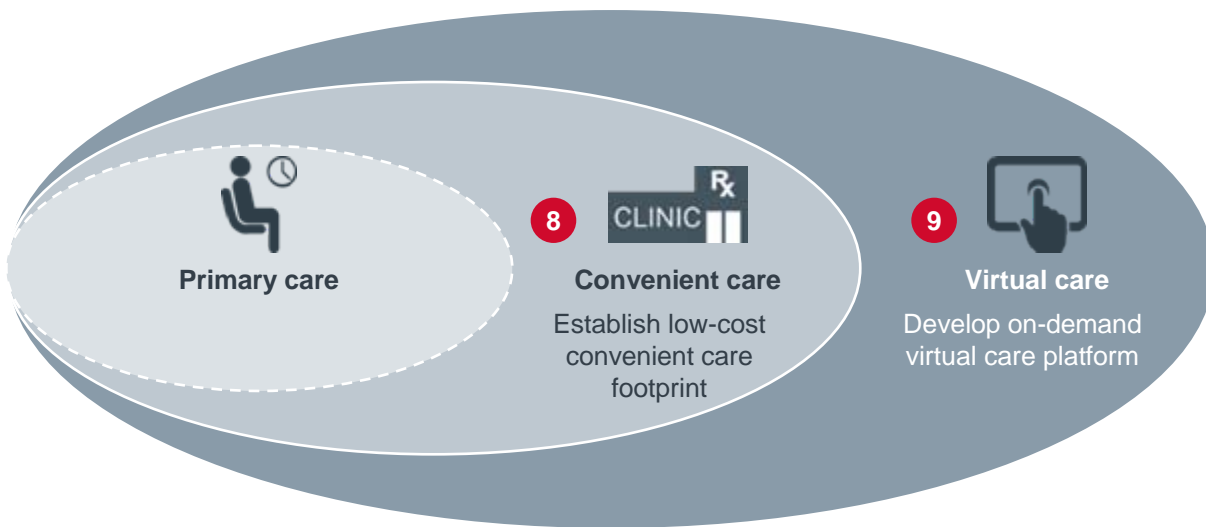 Primary care
8
CLINIC
Rx
Convenient care
Establish low-cost
convenient care
footprint
9
Virtual care
Develop on-demand
virtual care platform